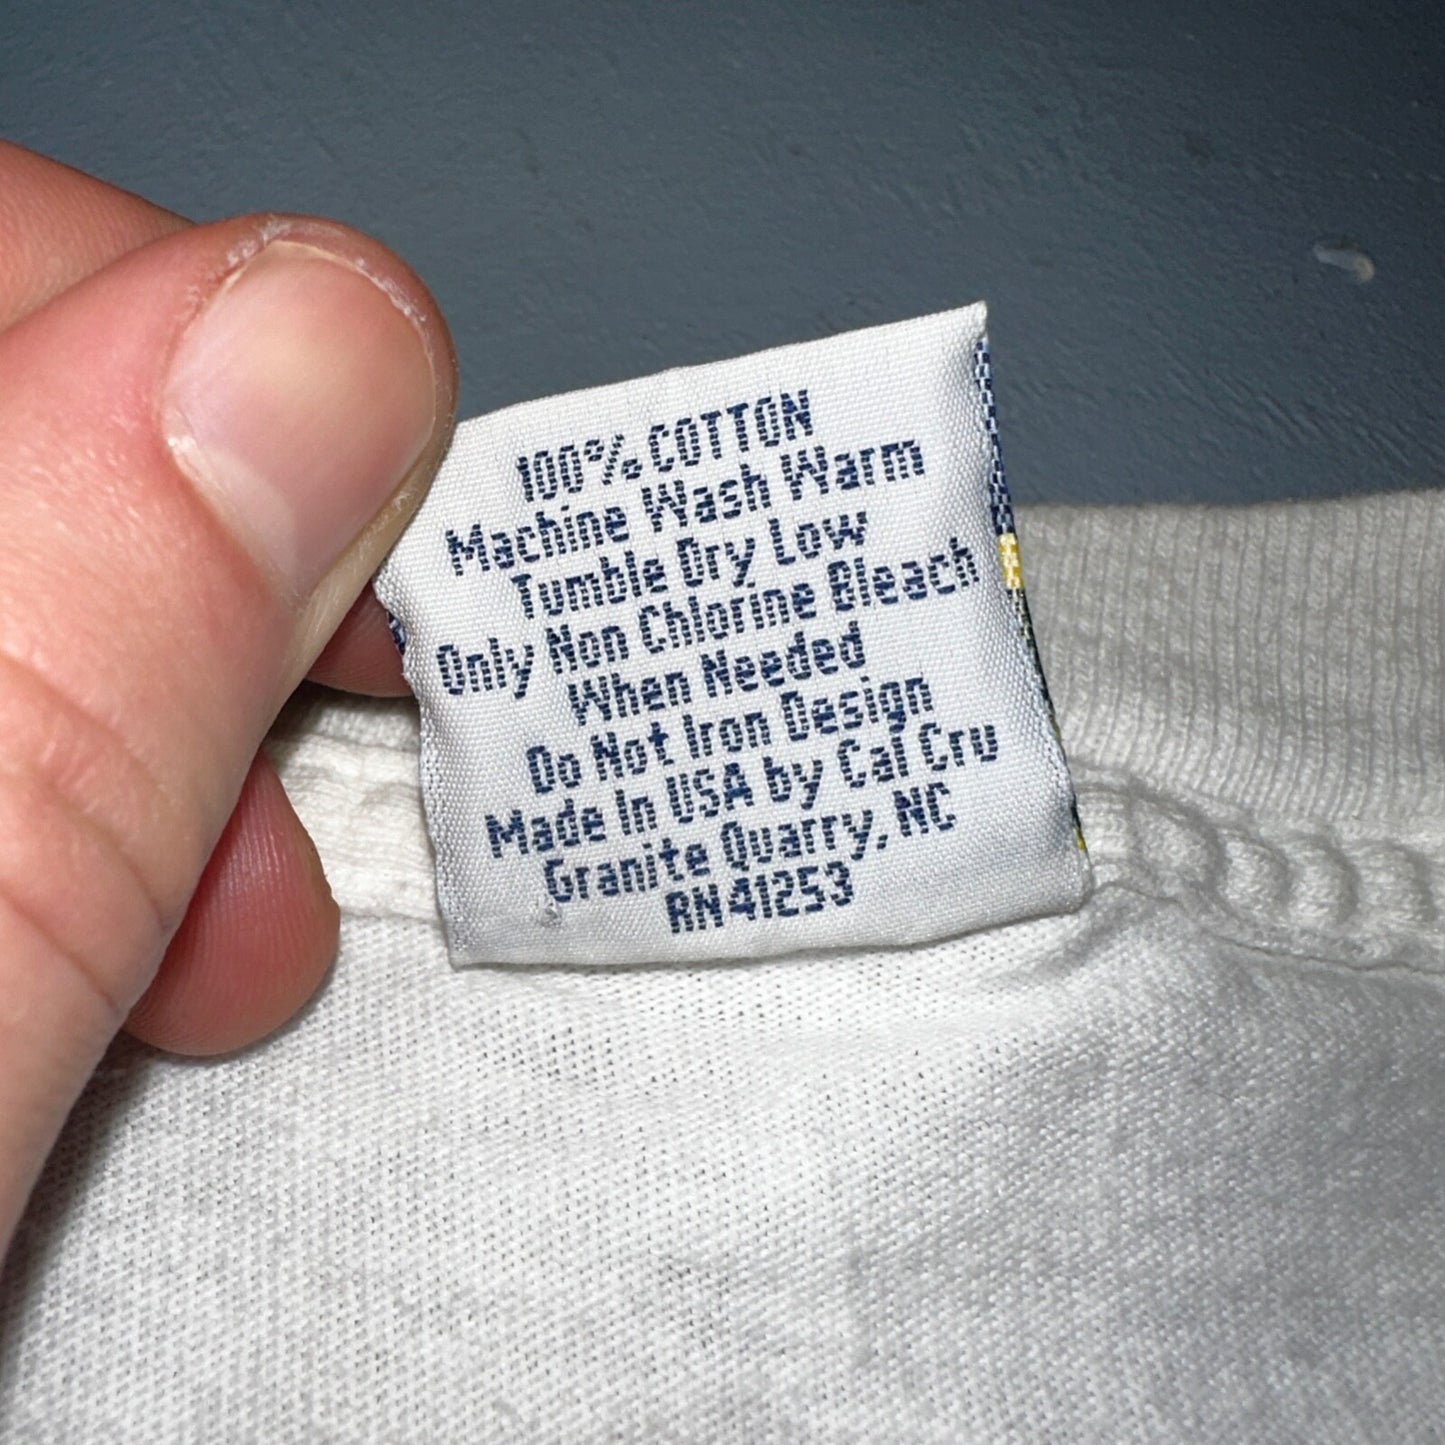 100% COTTON
Machine Wash Warm
Tumble Dry Low
Only Non Chlorine Bleach
When Needed
Do Not Iron Design
Made In USA by Cal Cru
Granite Quarry, NC
RN41253